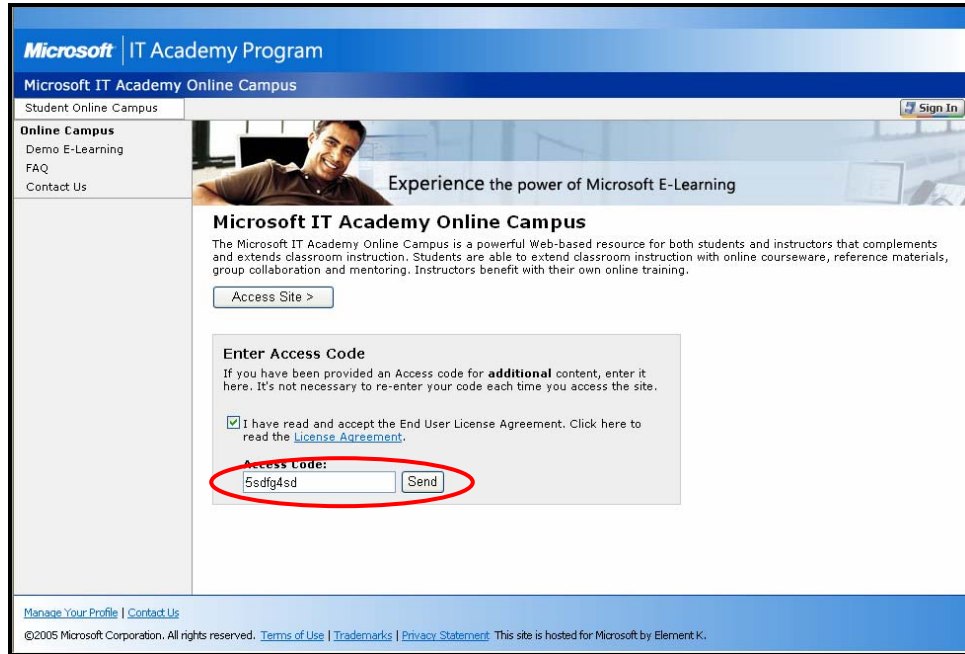 Microsoft IT Academy Program
Microsoft IT Academy Online Campus
Student Online Campus
Sign In
Online Campus
Demo E-Learning
FAQ
Contact Us
Experience the power of Microsoft E-Learning
Microsoft IT Academy Online Campus
The Microsoft IT Academy Online Campus is a powerful Web-based resource for both students and instructors that complements
and extends classroom instruction. Students are able to extend classroom instruction with online courseware, reference materials,
group collaboration and mentoring. Instructors benefit with their own online training.
Access Site >
Enter Access Code
If you have been provided an Access code for additional content, enter it
here. It's not necessary to re-enter your code each time you access the site.
I have read and accept the End User License Agreement. Click here to
read the License Agreement.
Access Code:
5sdfg4sd Send
Manage Your Profile | Contact Us
©2005 Microsoft Corporation. All rights reserved. Terms of Use | Trademarks | Privacy Statement This site is hosted for Microsoft by Element K.